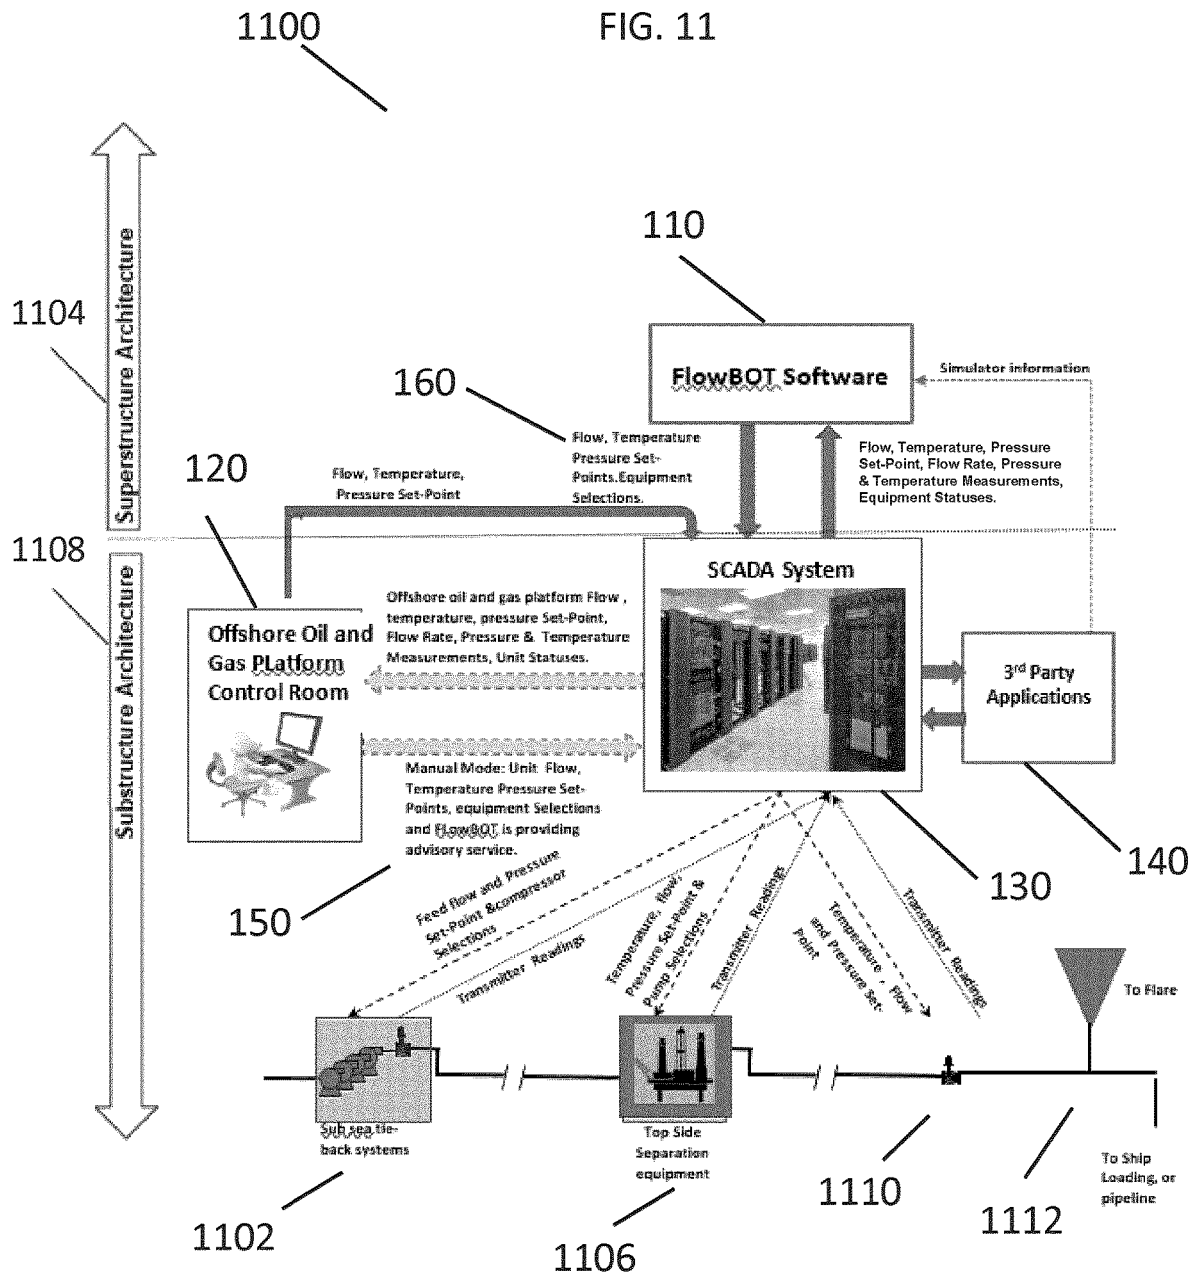 1100
FIG. 11
110
1104
Superstructure Architecture
FlowBOT Software
Simulator information
160
Flow, Temperature
Pressure Set-
Points.Equipment
Selections.
Flow, Temperature, Pressure
Set-Point, Flow Rate, Pressure
& Temperature Measurements,
Equipment Statuses.
120
Flow, Temperature,
Pressure Set-Point
1108
Substructure Architecture
SCADA System
Offshore Oil and
Gas PLatform
Control Room
Offshore oil and gas platform Flow ,
temperature, pressure Set-Point,
Flow Rate, Pressure & Temperature
Measurements, Unit Statuses.
3rd Party
Applications
Manual Mode: Unit Flow,
Temperature Pressure Set-
Points, equipment Selections
and FLowBOT is providing
advisory service.
140
130
150
Feed flow and Pressure
Set-Point &compressor
Selections
Transmitter Readings
Temperature, flow,
Pressure Set-Point &
Pump Selections
Transmitter Readings
Temperature , Flow
and Pressure Set-
Point
Transmitter Readings
To Flare
Sub sea tie-
back systems
Top Side
Separation
equipment
To Ship
Loading, or
pipeline
1102
1106
1110
1112